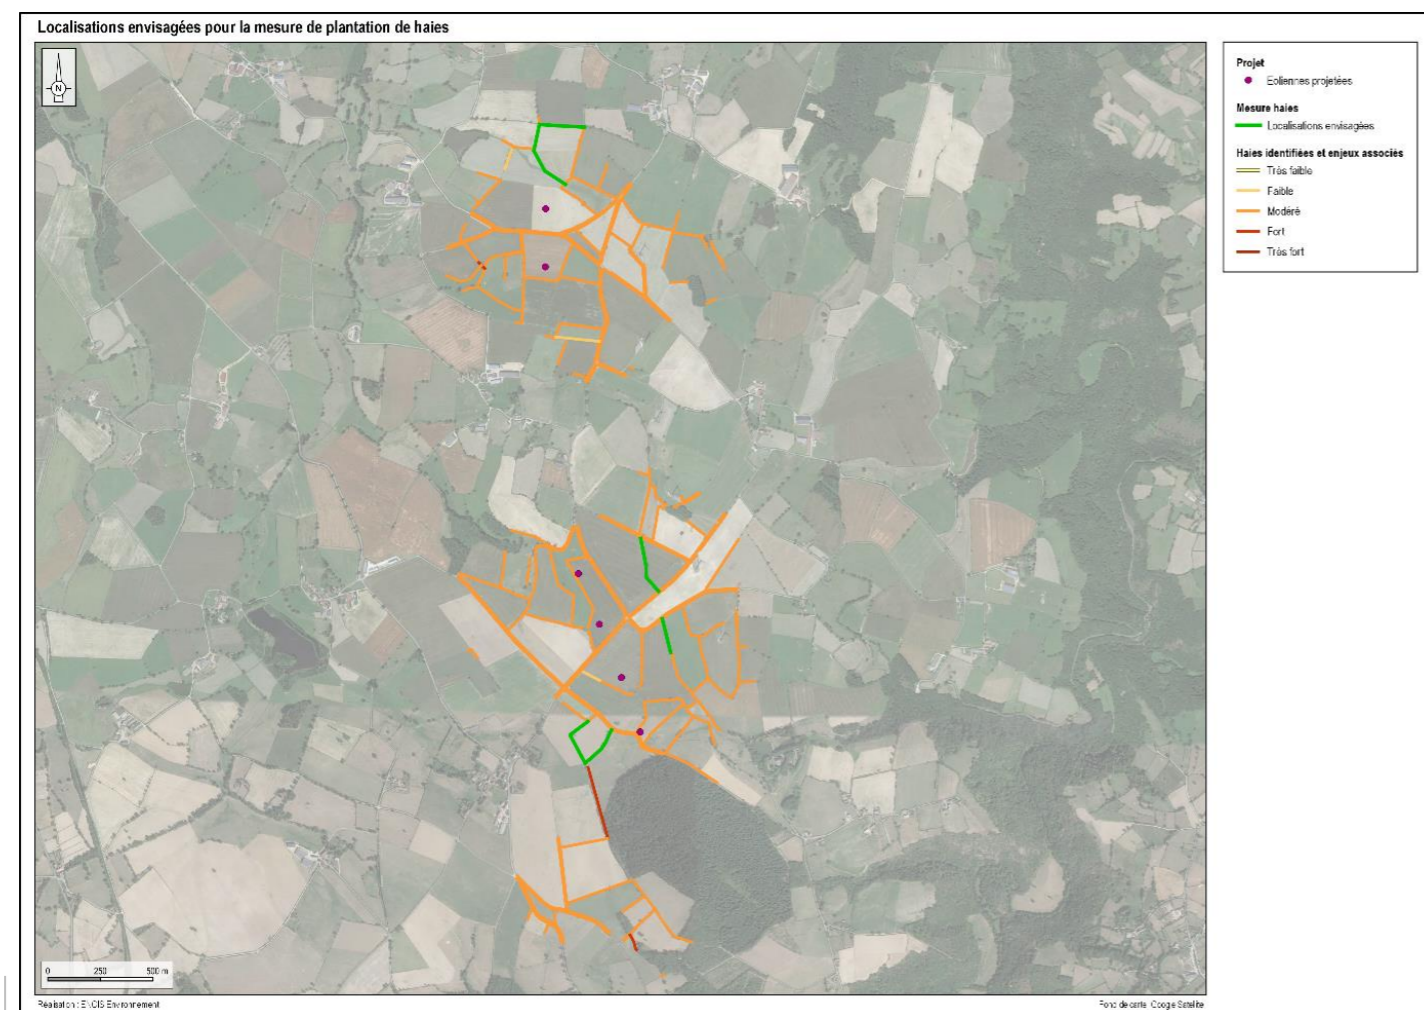 Localisations envisagées pour la mesure de plantation de haies
N
Projet
Eoliennes projetées
Mesure haies
Localisations envisagées
Haies identifiées et enjeux associés
Très faible
Faible
Modéré
Fort
Très fort
0 250 500 m
Réalisation : ENCIS Environnement
Fond de carte Google Satellite